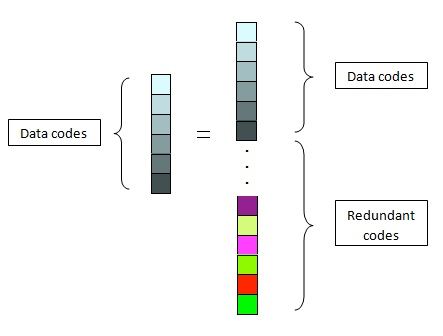 Data codes
=
Data codes
Redundant
codes